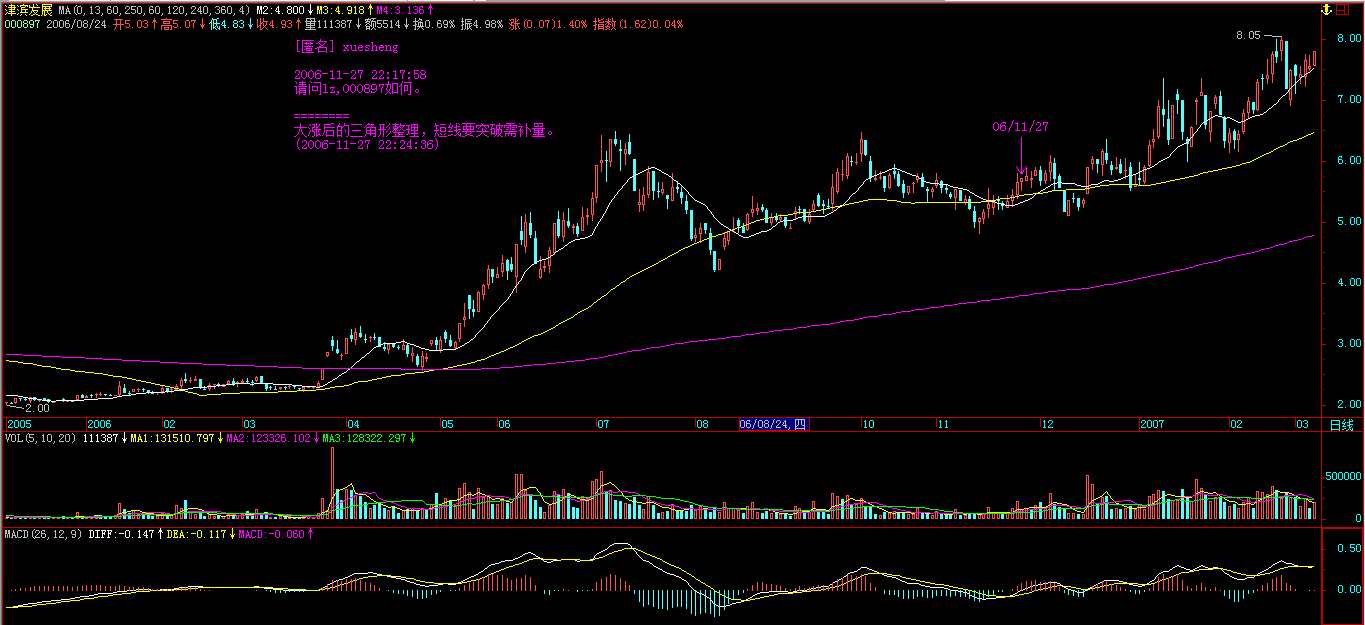 津滨发展 MA(0,13,60,250,60,120,240,360,4) M2:4.800↓M3:4.918↑M4:3.136↑
000897 2006/08/24 开5.03↑高5.07↓低4.83↓收4.93↑量111387↓额5514↓换0.69% 振4.98% 涨(0.07)1.40% 指数(1.62)0.04%
[匿名] xuesheng
2006-11-27 22:17:58
请问lz,000897如何。
========
大涨后的三角形整理，短线要突破需补量。
(2006-11-27 22:24:36)
8.05
06/11/27
2.00
8.00
7.00
6.00
5.00
4.00
3.00
2.00
2005 2006 02 03 04 05 06 07 08 06/08/24,四 10 11 12 2007 02 03 日线
VOL(5,10,20) 111387↓MA1:131510.797↓MA2:123326.102↓MA3:128322.297↓
500000
0
MACD(26,12,9) DIFF:-0.147↑DEA:-0.117↓MACD:-0.060↑
0.50
0.00